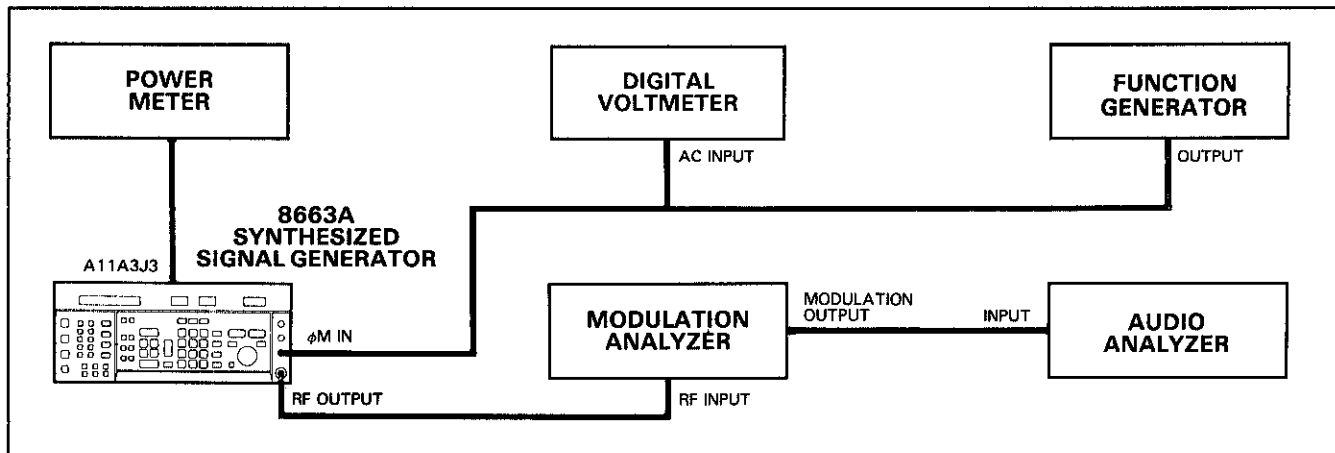 POWER
METER
DIGITAL
VOLTMETER
FUNCTION
GENERATOR
AC INPUT
OUTPUT
8663A
SYNTHESIZED
SIGNAL GENERATOR
A11A3J3
φM IN
RF OUTPUT
MODULATION
ANALYZER
RF INPUT
MODULATION
OUTPUT
INPUT
AUDIO
ANALYZER